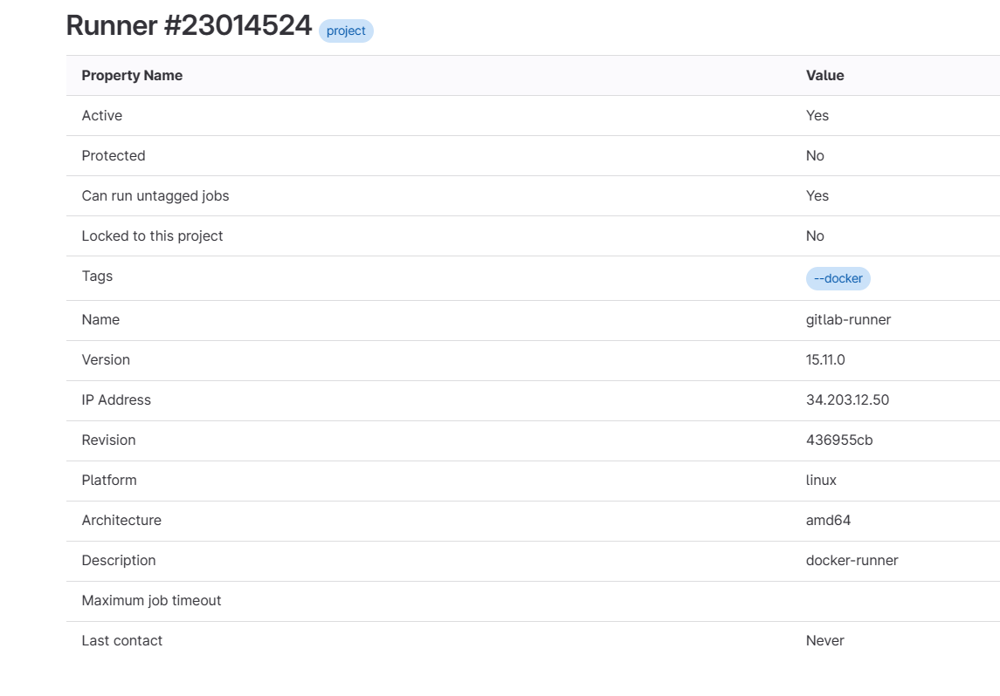 Runner #23014524 project
Property Name Value
Active Yes
Protected No
Can run untagged jobs Yes
Locked to this project No
Tags --docker
Name gitlab-runner
Version 15.11.0
IP Address 34.203.12.50
Revision 436955cb
Platform linux
Architecture amd64
Description docker-runner
Maximum job timeout
Last contact Never